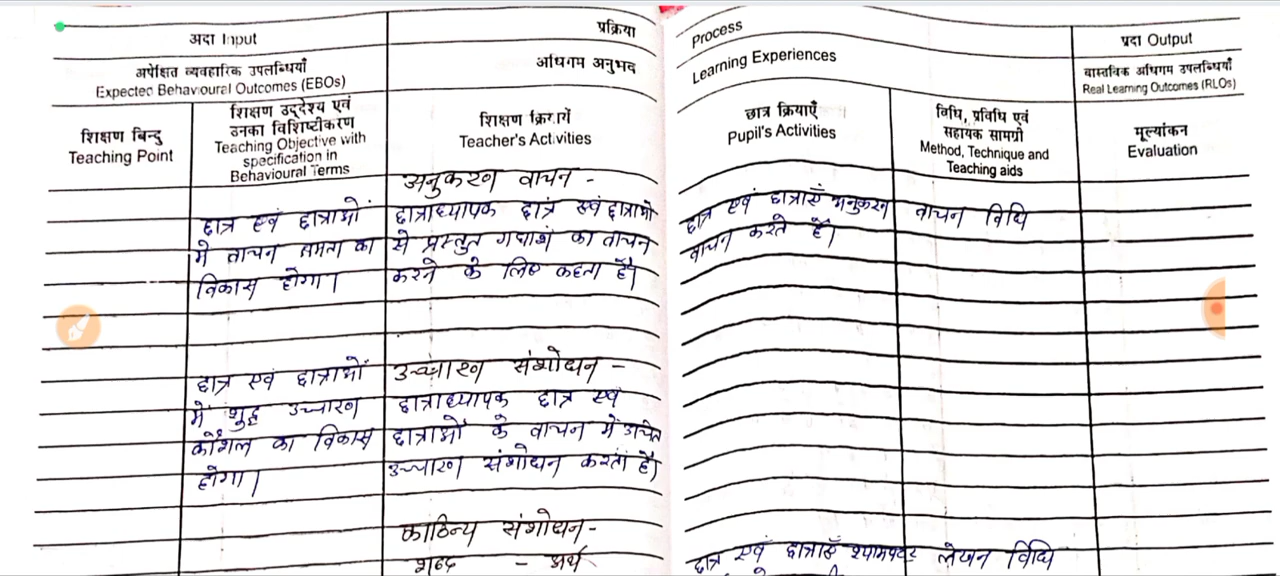 अदा Input
प्रक्रिया
Process
प्रदा Output
अपेक्षित व्यवहारिक उपलब्धियाँ
Expected Behavioural Outcomes (EBOs)
अधिगम अनुभव
Learning Experiences
वास्तविक अधिगम उपलब्धियाँ
Real Learning Outcomes (RLOs)
शिक्षण बिन्दु
Teaching Point
शिक्षण उद्देश्य एवं
उनका विशिष्टीकरण
Teaching Objective with
specification in
Behavioural Terms
शिक्षण क्रियायें
Teacher's Activities
छात्र क्रियाएँ
Pupil's Activities
विधि, प्रविधि एवं
सहायक सामग्री
Method, Technique and
Teaching aids
मूल्यांकन
Evaluation
छात्र एवं छात्राओं
में वाचन क्षमता का
विकास होगा।
अनुकरण वाचन -
छात्राध्यापक छात्र एवं छात्राओं
से प्रस्तुत गद्यांश का वाचन
करने के लिए कहता है।
छात्र एवं छात्राएँ अनुकरण
वाचन करते हैं।
वाचन विधि
छात्र एवं छात्राओं
में शुद्ध उच्चारण
कौशल का विकास
होगा।
उच्चारण संशोधन -
छात्राध्यापक छात्र एवं
छात्राओं के वाचन में उचित
उच्चारण संशोधन करता है।
काठिन्य संशोधन-
शब्द - अर्थ
छात्र एवं छात्राएँ श्यामपट्ट
लेखन विधि